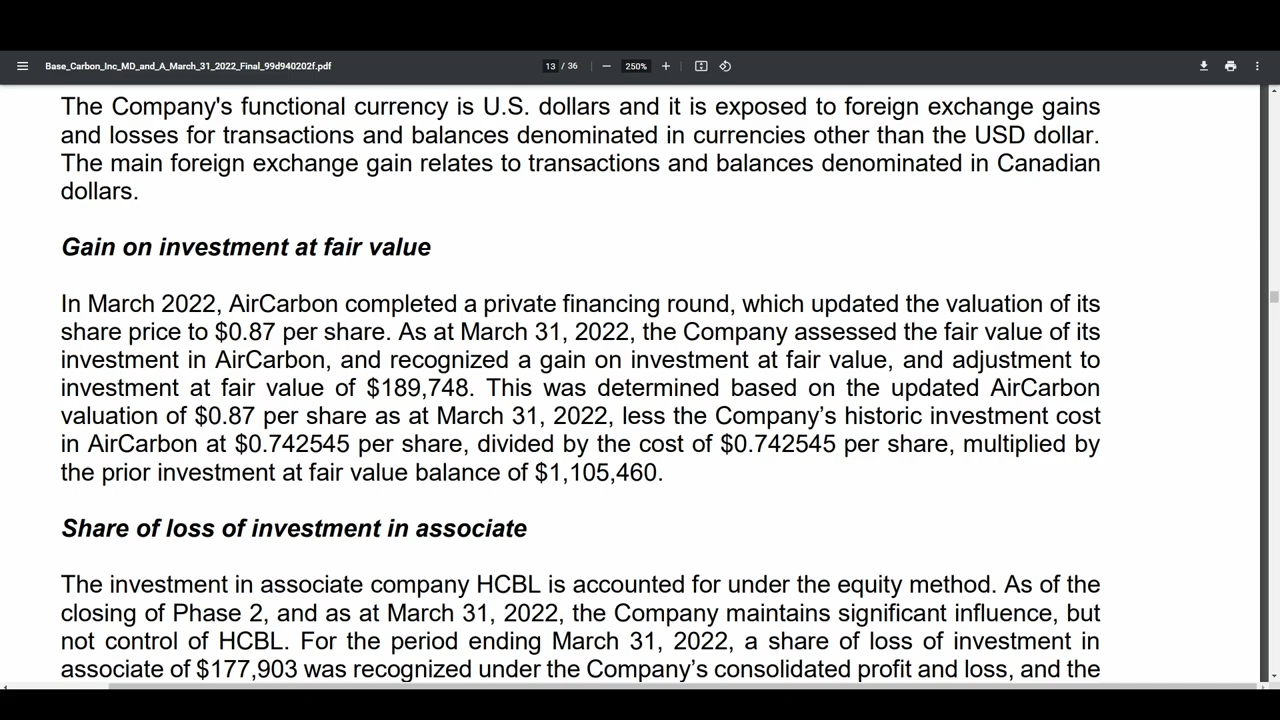 Base_Carbon_Inc_MD_and_A_March_31_2022_Final_99d940202f.pdf
13 / 36
250%
The Company's functional currency is U.S. dollars and it is exposed to foreign exchange gains
and losses for transactions and balances denominated in currencies other than the USD dollar.
The main foreign exchange gain relates to transactions and balances denominated in Canadian
dollars.
Gain on investment at fair value
In March 2022, AirCarbon completed a private financing round, which updated the valuation of its
share price to $0.87 per share. As at March 31, 2022, the Company assessed the fair value of its
investment in AirCarbon, and recognized a gain on investment at fair value, and adjustment to
investment at fair value of $189,748. This was determined based on the updated AirCarbon
valuation of $0.87 per share as at March 31, 2022, less the Company’s historic investment cost
in AirCarbon at $0.742545 per share, divided by the cost of $0.742545 per share, multiplied by
the prior investment at fair value balance of $1,105,460.
Share of loss of investment in associate
The investment in associate company HCBL is accounted for under the equity method. As of the
closing of Phase 2, and as at March 31, 2022, the Company maintains significant influence, but
not control of HCBL. For the period ending March 31, 2022, a share of loss of investment in
associate of $177,903 was recognized under the Company’s consolidated profit and loss, and the